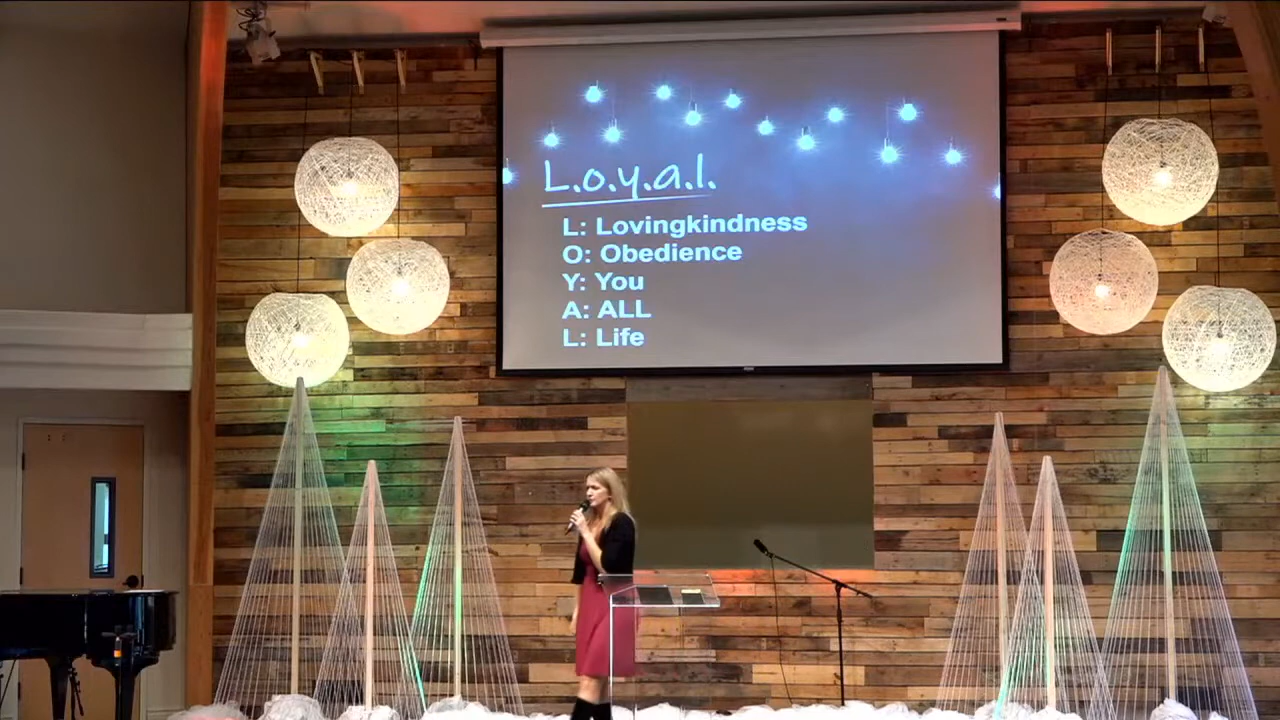 L.o.y.a.l.
L: Lovingkindness
O: Obedience
Y: You
A: ALL
L: Life